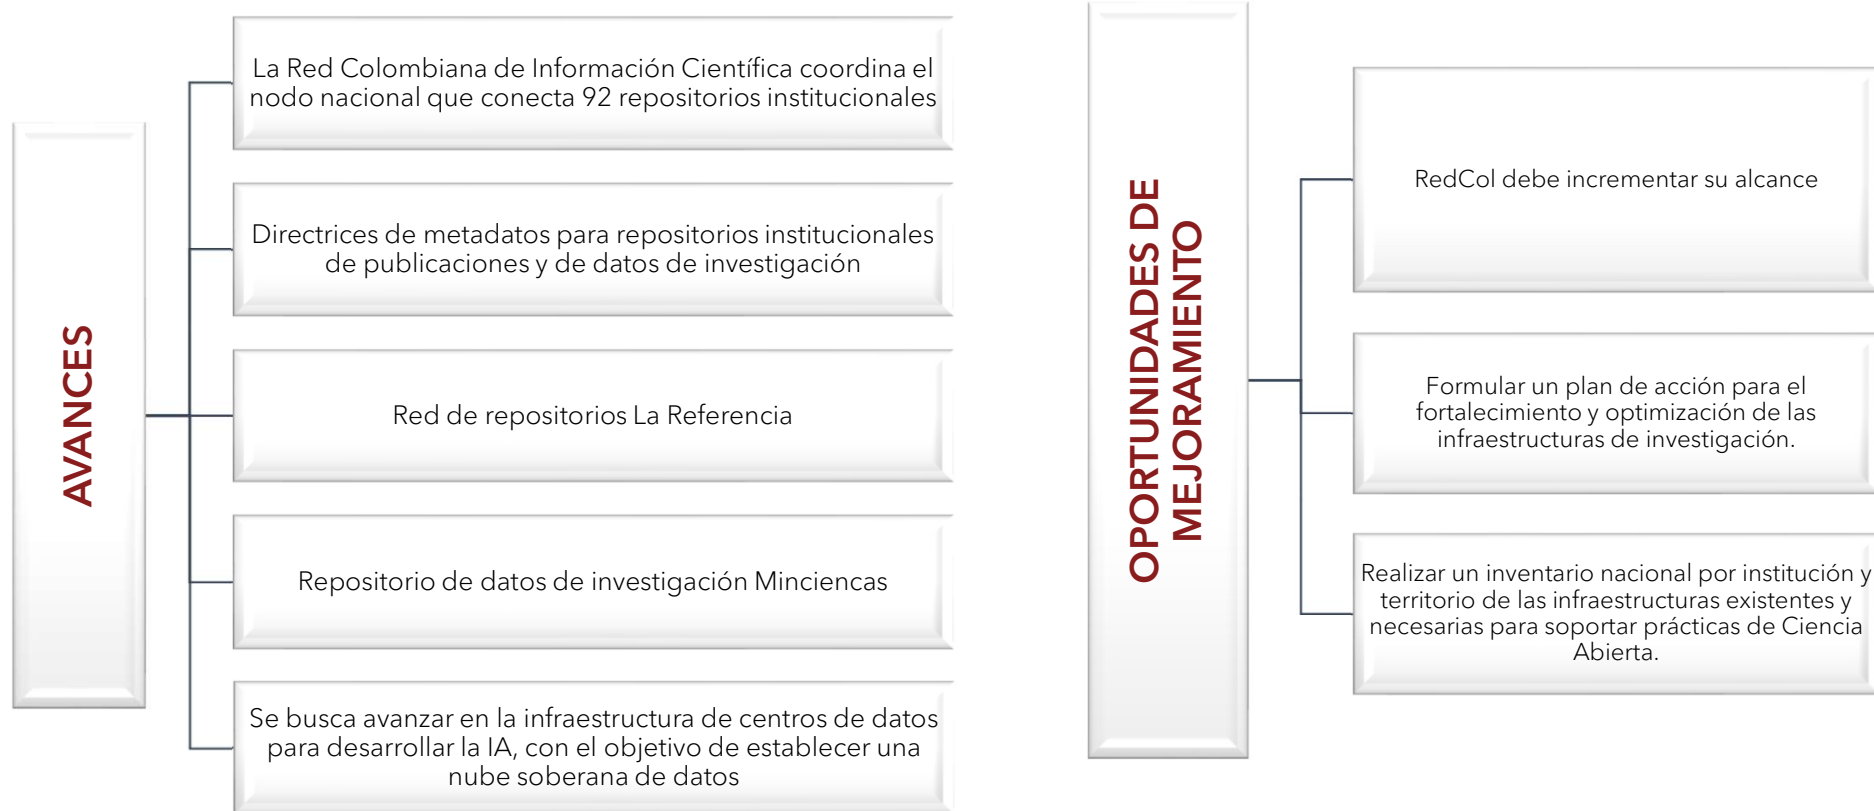 AVANCES
La Red Colombiana de Información Científica coordina el
nodo nacional que conecta 92 repositorios institucionales
Directrices de metadatos para repositorios institucionales
de publicaciones y de datos de investigación
Red de repositorios La Referencia
Repositorio de datos de investigación Minciencas
Se busca avanzar en la infraestructura de centros de datos
para desarrollar la IA, con el objetivo de establecer una
nube soberana de datos
OPORTUNIDADES DE
MEJORAMIENTO
RedCol debe incrementar su alcance
Formular un plan de acción para el
fortalecimiento y optimización de las
infraestructuras de investigación.
Realizar un inventario nacional por institución y
territorio de las infraestructuras existentes y
necesarias para soportar prácticas de Ciencia
Abierta.